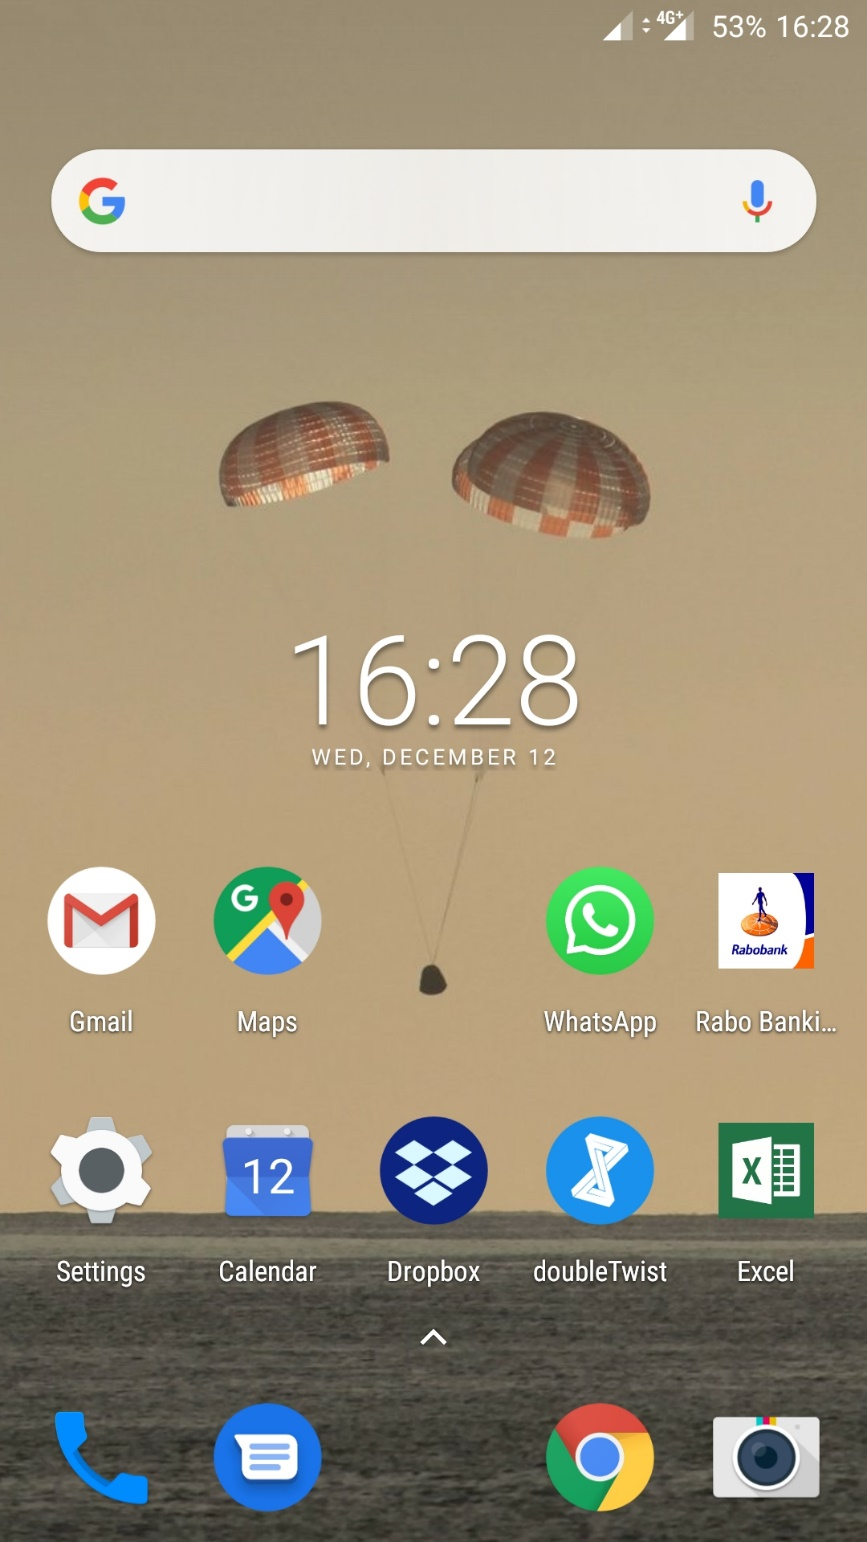 4G+ 53% 16:28
G
16:28
WED, DECEMBER 12
G
Rabobank
Gmail
Maps
WhatsApp
Rabo Banki...
12
X
Settings
Calendar
Dropbox
doubleTwist
Excel